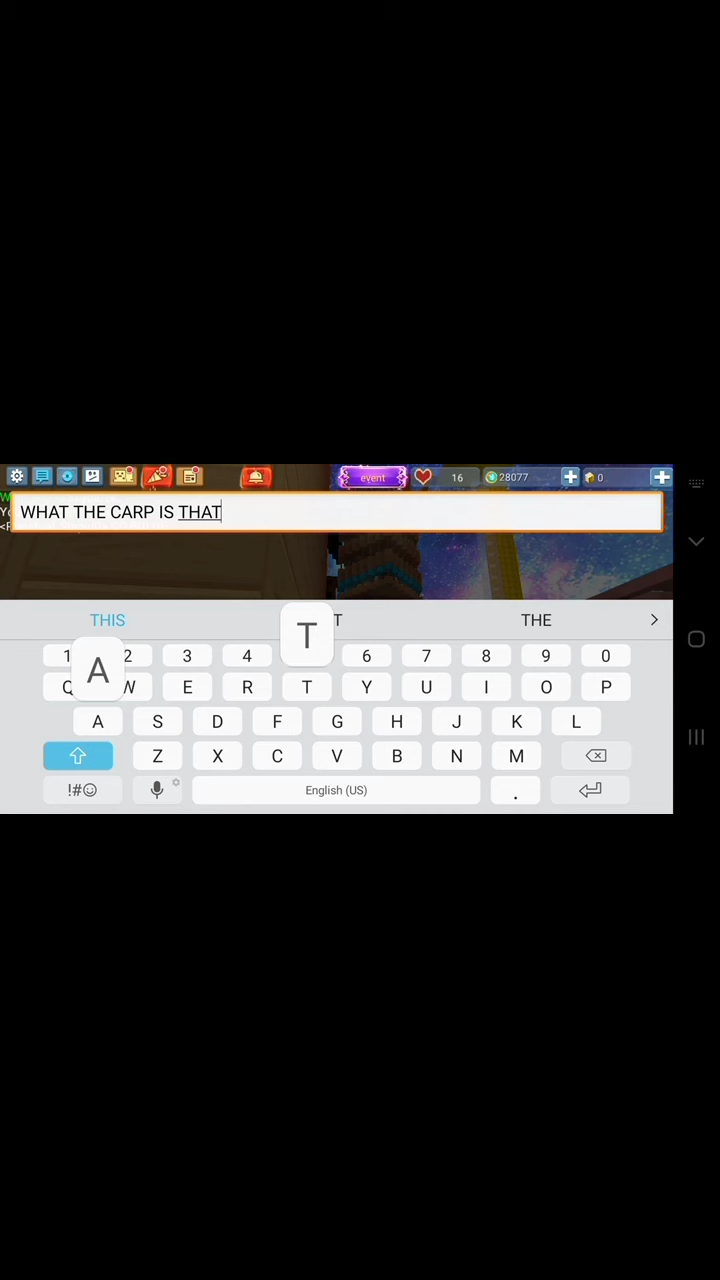 event 16 28077 0
WHAT THE CARP IS THAT
THIS T THE
1 2 3 4 T 6 7 8 9 0
A
Q W E R T Y U I O P
A S D F G H J K L
Z X C V B N M
!#☺ English (US) .